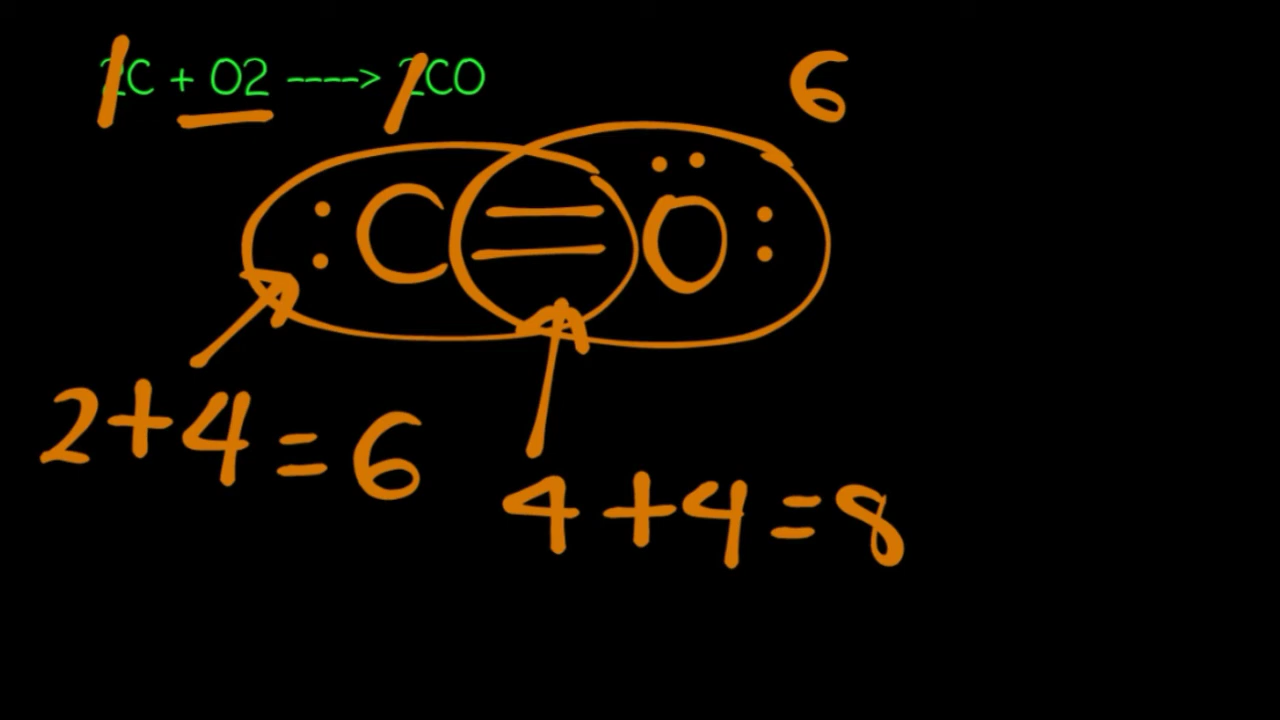 2C + O2 ----> 2CO
6
: C = O :
2+4=6
4+4=8